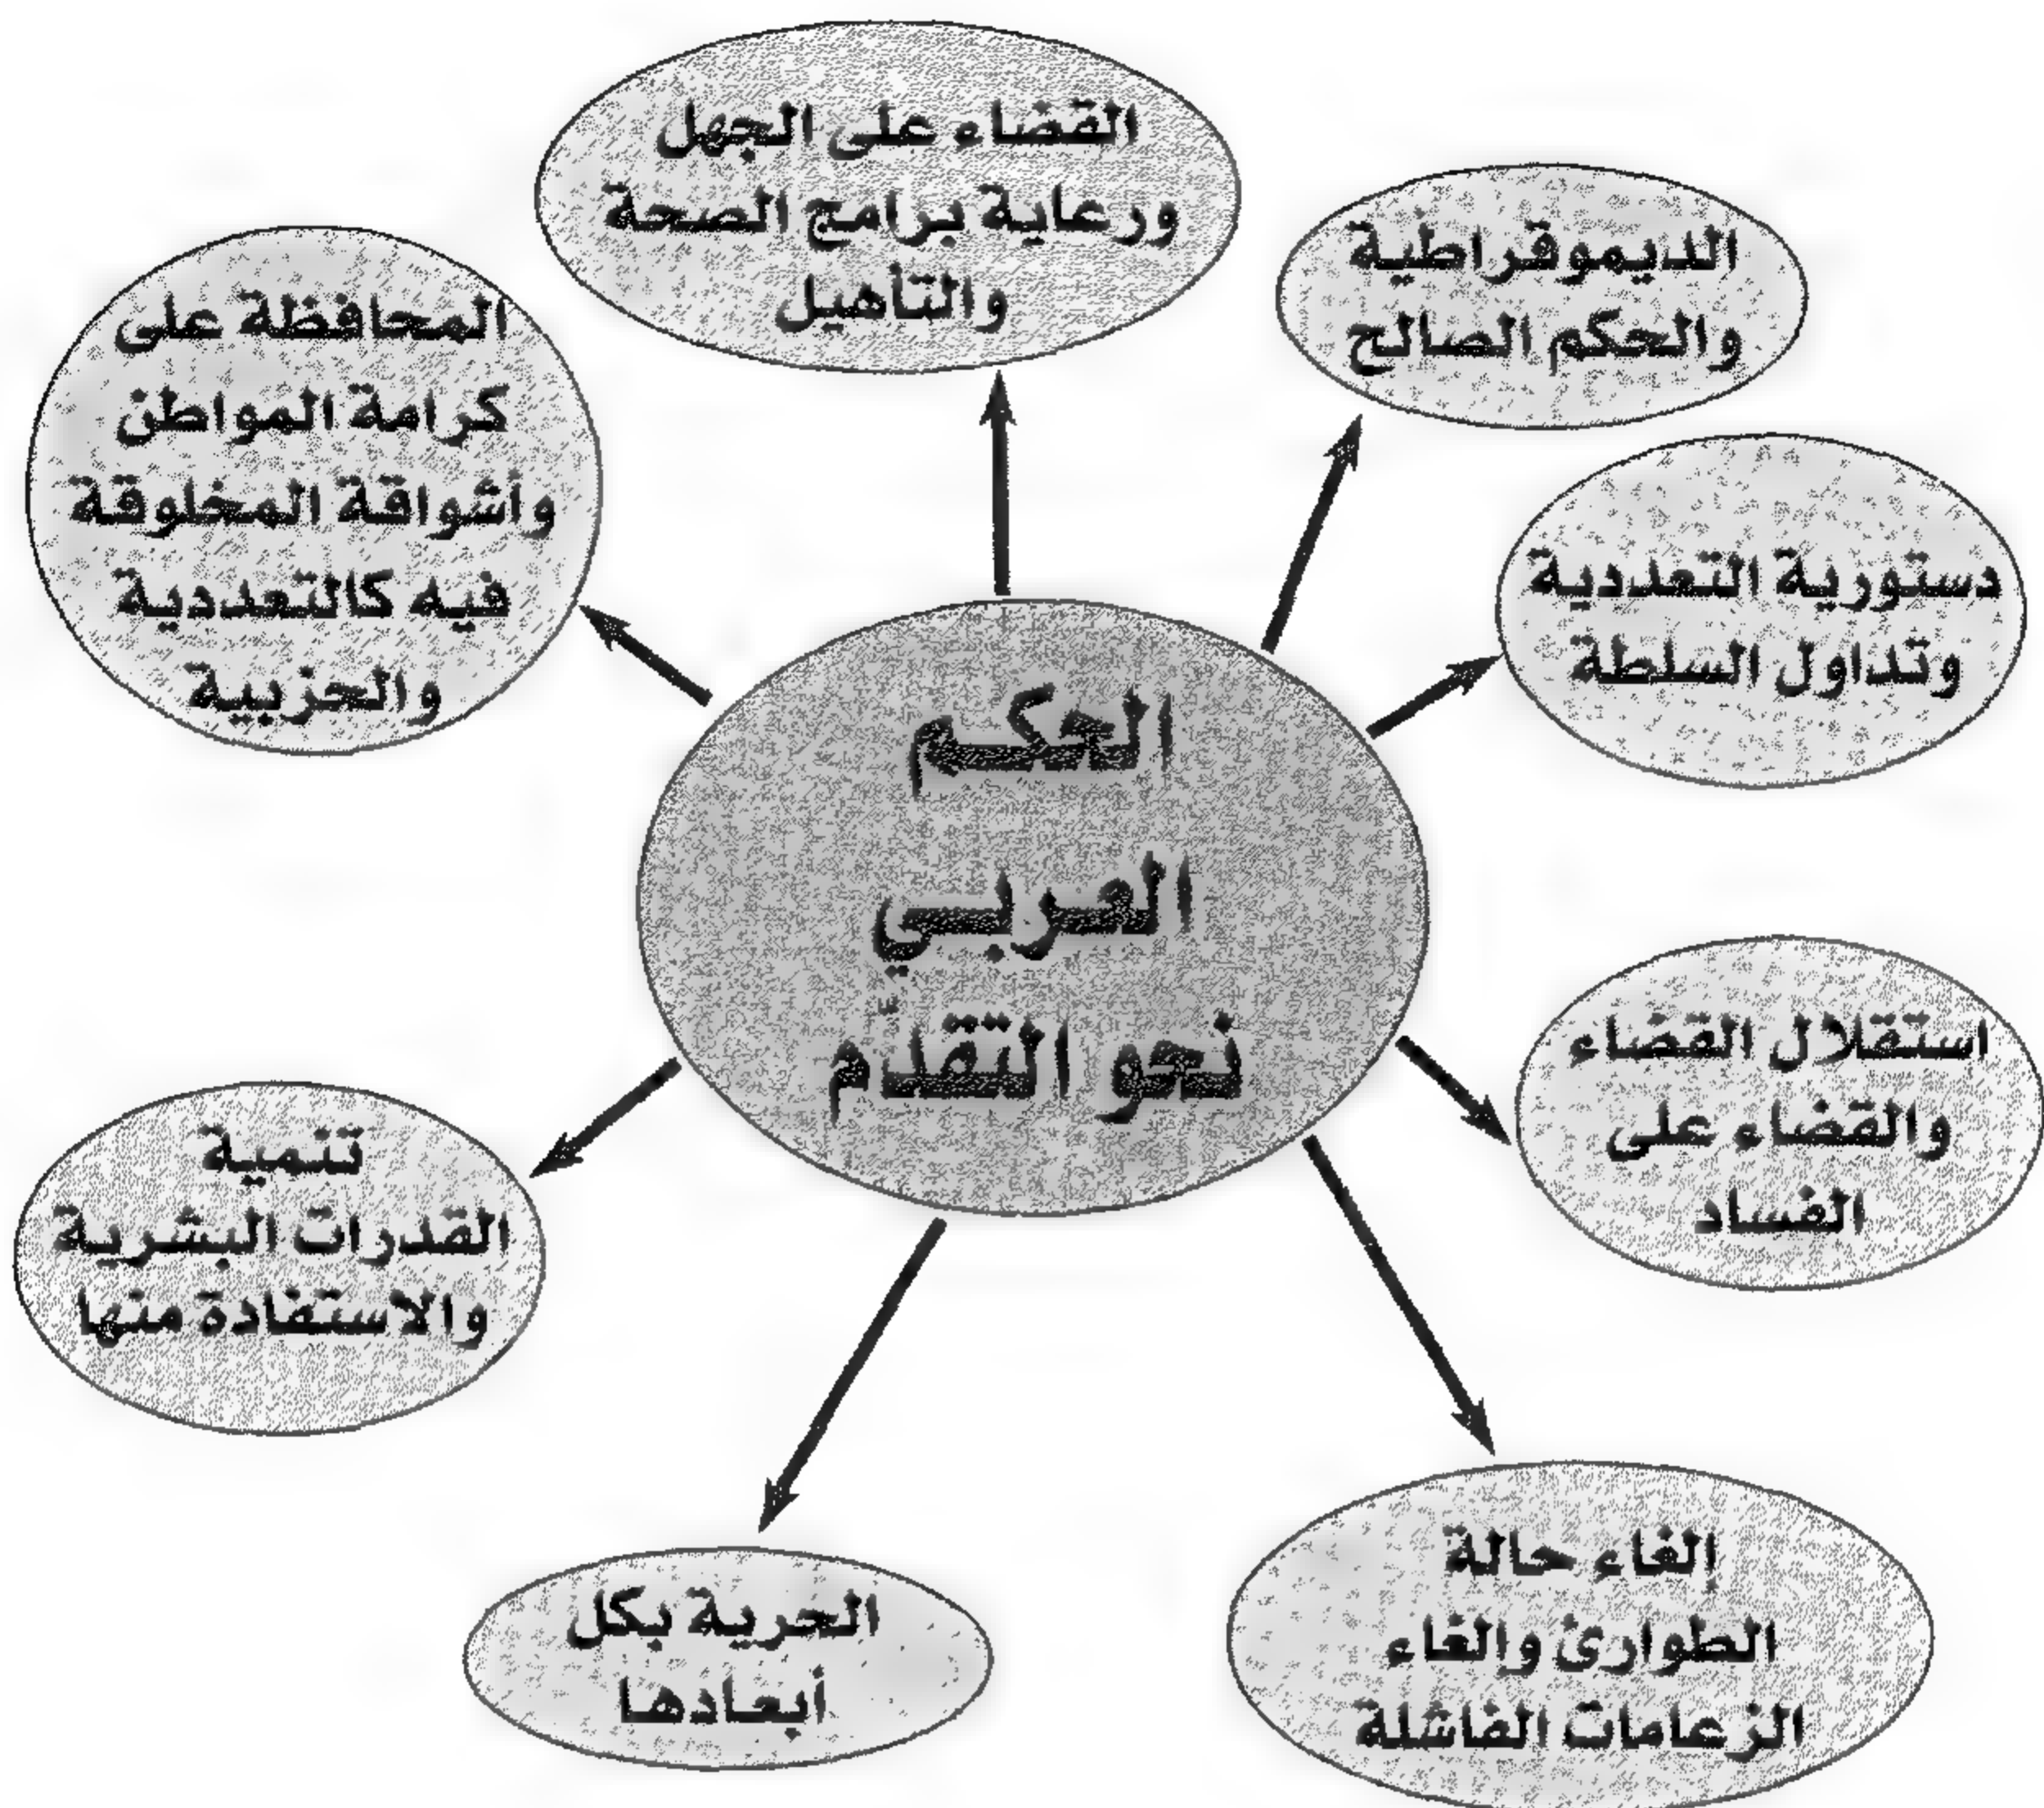 القضاء على الجهل
ورعاية برامج الصحة
والتأهيل
الديموقراطية
والحكم الصالح
المحافظة على
كرامة المواطن
وأشواقة المخلوقة
فيه كالتعددية
والحزبية
دستورية التعددية
وتداول السلطة
الحكم
العربي
نحو التقدّم
استقلال القضاء
والقضاء على
الفساد
تنمية
القدرات البشرية
والاستفادة منها
إلغاء حالة
الطوارئ والغاء
الزعامات الفاشلة
الحرية بكل
أبعادها